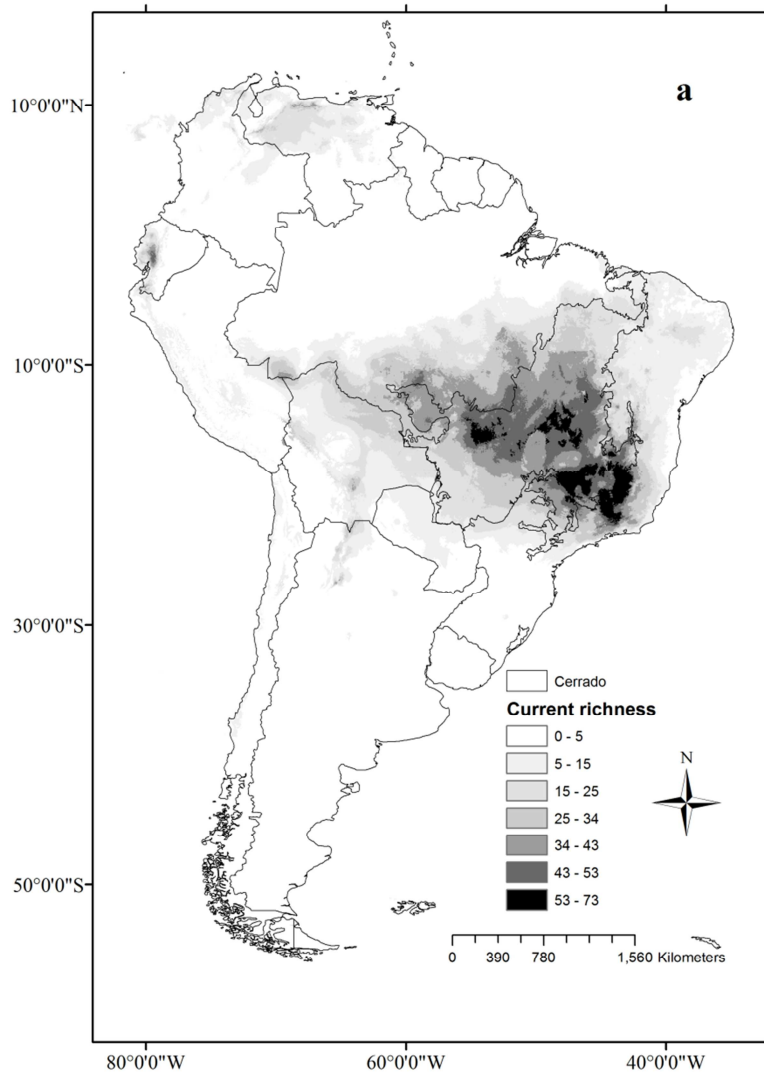 a
10°0'0"N
10°0'0"S
30°0'0"S
50°0'0"S
Cerrado
Current richness
0 - 5
5 - 15
15 - 25
25 - 34
34 - 43
43 - 53
53 - 73
N
0 390 780 1,560 Kilometers
80°0'0"W 60°0'0"W 40°0'0"W